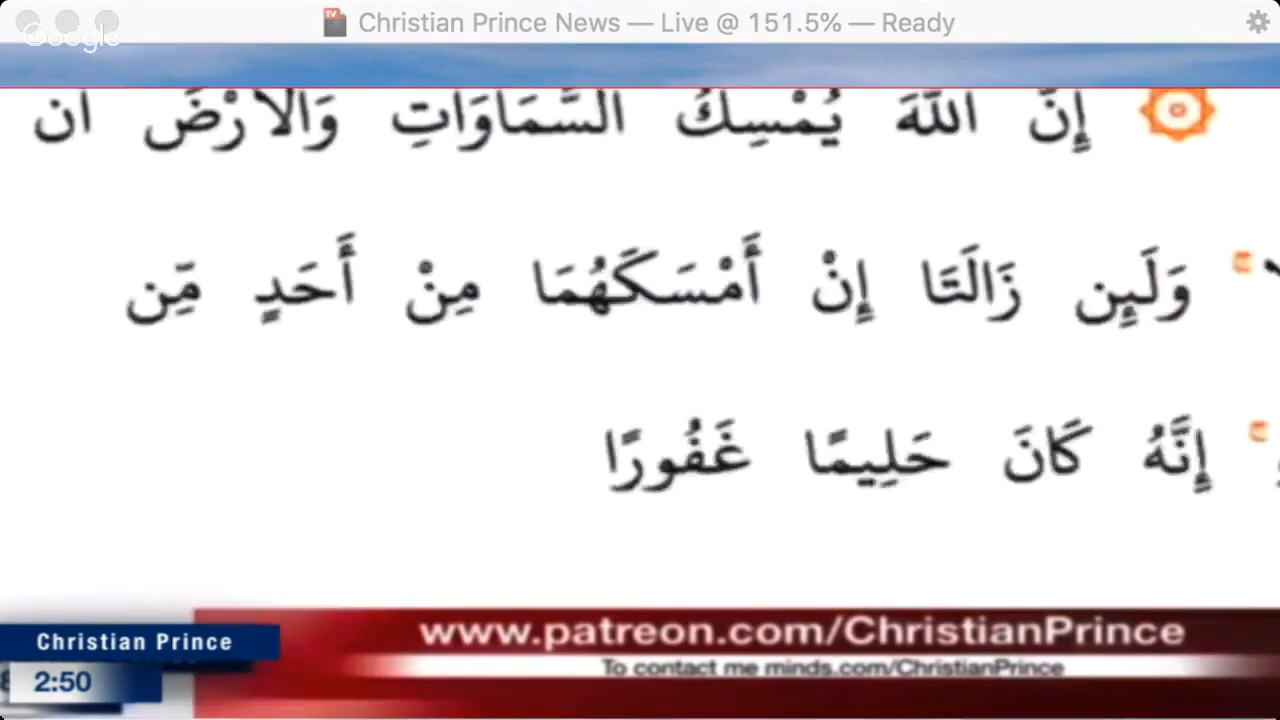 Christian Prince News — Live @ 151.5% — Ready
Google
إِنَّ اللَّهَ يُمْسِكُ السَّمَاوَاتِ وَالْأَرْضَ أَن
وَلَئِن زَالَتَا إِنْ أَمْسَكَهُمَا مِنْ أَحَدٍ مِّن
إِنَّهُ كَانَ حَلِيمًا غَفُورًا
www.patreon.com/ChristianPrince
To contact me minds.com/ChristianPrince
Christian Prince
2:50